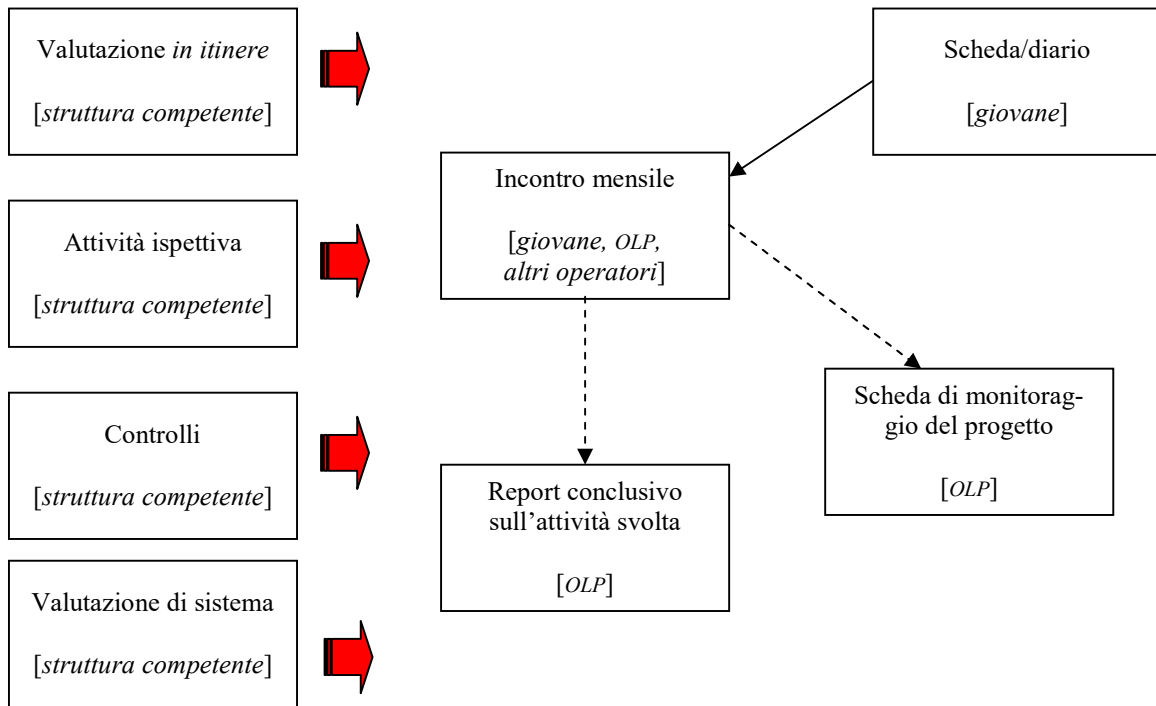 Valutazione in itinere
[struttura competente]
Scheda/diario
[giovane]
Incontro mensile
[giovane, OLP,
altri operatori]
Attività ispettiva
[struttura competente]
Scheda di monitorag-
gio del progetto
[OLP]
Controlli
[struttura competente]
Report conclusivo
sull’attività svolta
[OLP]
Valutazione di sistema
[struttura competente]